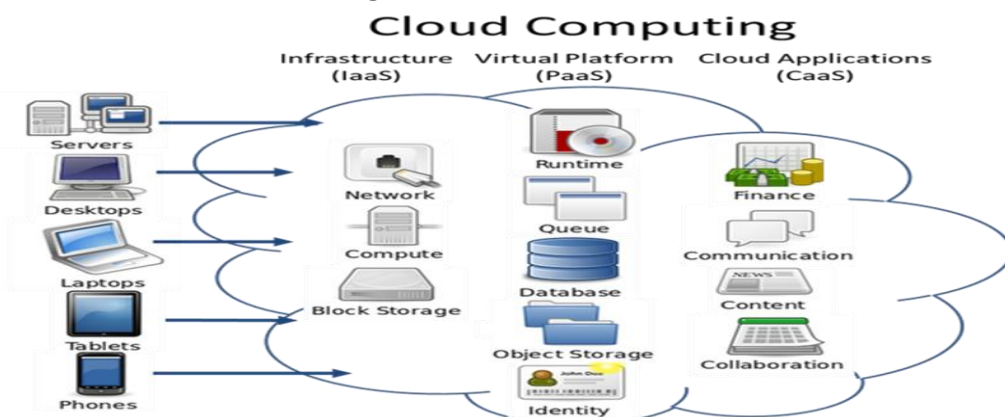 Cloud Computing
Infrastructure Virtual Platform Cloud Applications
(IaaS) (PaaS) (CaaS)
Servers
Desktops
Laptops
Tablets
Phones
Network
Compute
Block Storage
Runtime
Queue
Database
Object Storage
John Doe
Identity
Finance
Communication
NEWS
Content
Collaboration